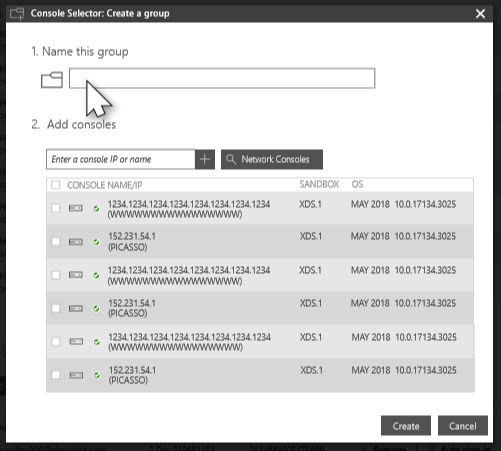 Console Selector: Create a group
1. Name this group
2. Add consoles
Enter a console IP or name
Network Consoles
CONSOLE NAME/IP SANDBOX OS
1234.1234.1234.1234.1234.1234.1234.1234 XDS.1 MAY 2018 10.0.17134.3025
(WWWWWWWWWWWWWWWW)
152.231.54.1 XDS.1 MAY 2018 10.0.17134.3025
(PICASSO)
1234.1234.1234.1234.1234.1234.1234.1234 XDS.1 MAY 2018 10.0.17134.3025
(WWWWWWWWWWWWWWWW)
152.231.54.1 XDS.1 MAY 2018 10.0.17134.3025
(PICASSO)
1234.1234.1234.1234.1234.1234.1234.1234 XDS.1 MAY 2018 10.0.17134.3025
(WWWWWWWWWWWWWWWW)
152.231.54.1 XDS.1 MAY 2018 10.0.17134.3025
(PICASSO)
Create Cancel